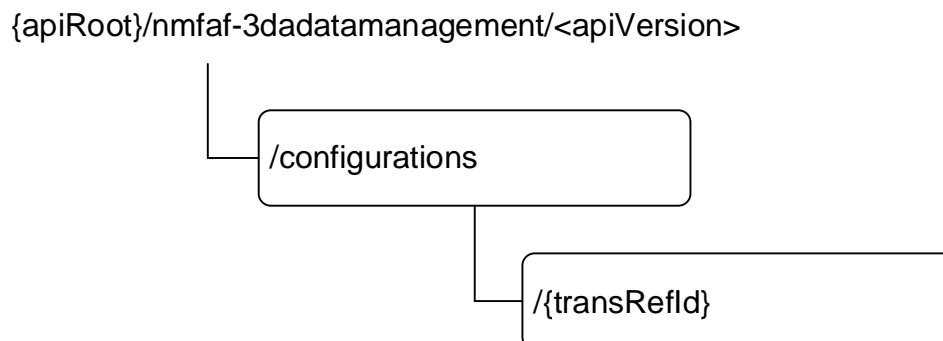 {apiRoot}/nmfaf-3dadatamanagement/<apiVersion>
/configurations
/{transRefId}